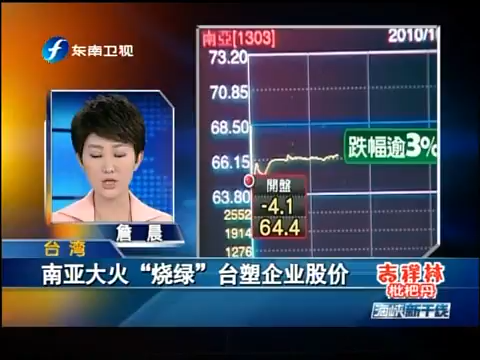 东南卫视
南亞[1303]
2010/1
73.20
70.85
68.50
66.15
63.80
2552
1914
1276
跌幅逾3%
開盤
-4.1
64.4
詹晨
台湾
南亚大火“烧绿”台塑企业股价
吉祥林
枇杷丹
海峡新干线